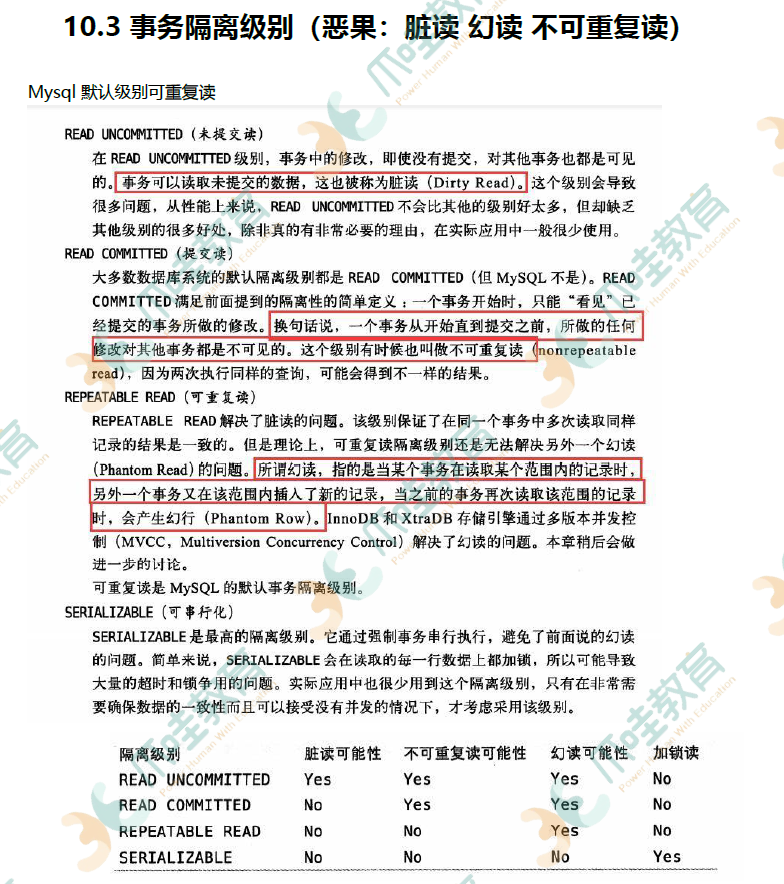 10.3 事务隔离级别（恶果：脏读 幻读 不可重复读）
Mysql 默认级别可重复读
READ UNCOMMITTED（未提交读）
在 READ UNCOMMITTED 级别，事务中的修改，即使没有提交，对其他事务也都是可见
的。事务可以读取未提交的数据，这也被称为脏读（Dirty Read）。这个级别会导致
很多问题，从性能上来说，READ UNCOMMITTED 不会比其他的级别好太多，但却缺乏
其他级别的很多好处，除非真的有非常必要的理由，在实际应用中一般很少使用。
READ COMMITTED（提交读）
大多数数据库系统的默认隔离级别都是 READ COMMITTED（但 MySQL 不是）。READ
COMMITTED 满足前面提到的隔离性的简单定义：一个事务开始时，只能“看见”已
经提交的事务所做的修改。换句话说，一个事务从开始直到提交之前，所做的任何
修改对其他事务都是不可见的。这个级别有时候也叫做不可重复读（nonrepeatable
read），因为两次执行同样的查询，可能会得到不一样的结果。
REPEATABLE READ（可重复读）
REPEATABLE READ 解决了脏读的问题。该级别保证了在同一个事务中多次读取同样
记录的结果是一致的。但是理论上，可重复读隔离级别还是无法解决另外一个幻读
（Phantom Read）的问题。所谓幻读，指的是当某个事务在读取某个范围内的记录时，
另外一个事务又在该范围内插入了新的记录，当之前的事务再次读取该范围的记录
时，会产生幻行（Phantom Row）。InnoDB 和 XtraDB 存储引擎通过多版本并发控
制（MVCC，Multiversion Concurrency Control）解决了幻读的问题。本章稍后会做
进一步的讨论。
可重复读是 MySQL 的默认事务隔离级别。
SERIALIZABLE（可串行化）
SERIALIZABLE 是最高的隔离级别。它通过强制事务串行执行，避免了前面说的幻读
的问题。简单来说，SERIALIZABLE 会在读取的每一行数据上都加锁，所以可能导致
大量的超时和锁争用的问题。实际应用中也很少用到这个隔离级别，只有在非常需
要确保数据的一致性而且可以接受没有并发的情况下，才考虑采用该级别。
隔离级别 脏读可能性 不可重复读可能性 幻读可能性 加锁读
READ UNCOMMITTED Yes Yes Yes No
READ COMMITTED No Yes Yes No
REPEATABLE READ No No Yes No
SERIALIZABLE No No No Yes
爪哇教育
Power Human With Education